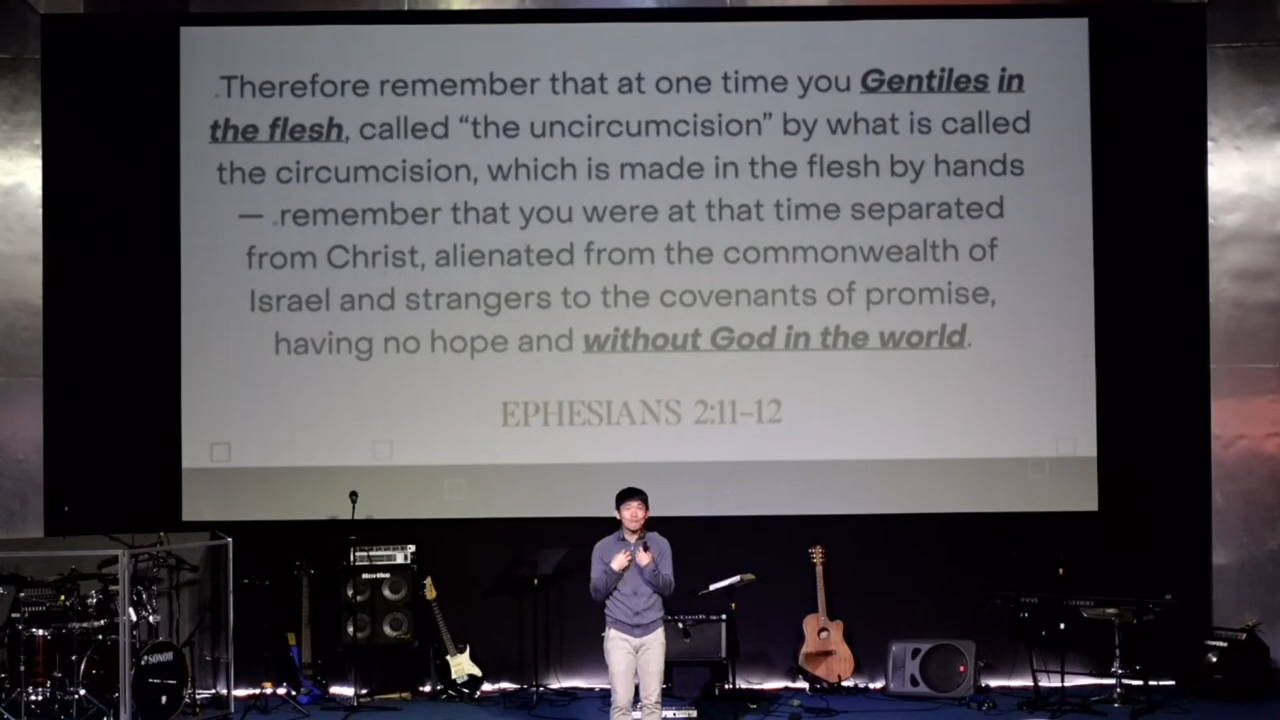 Therefore remember that at one time you Gentiles in
the flesh, called “the uncircumcision” by what is called
the circumcision, which is made in the flesh by hands
— remember that you were at that time separated
from Christ, alienated from the commonwealth of
Israel and strangers to the covenants of promise,
having no hope and without God in the world.
EPHESIANS 2:11–12
Hartke
SONOR